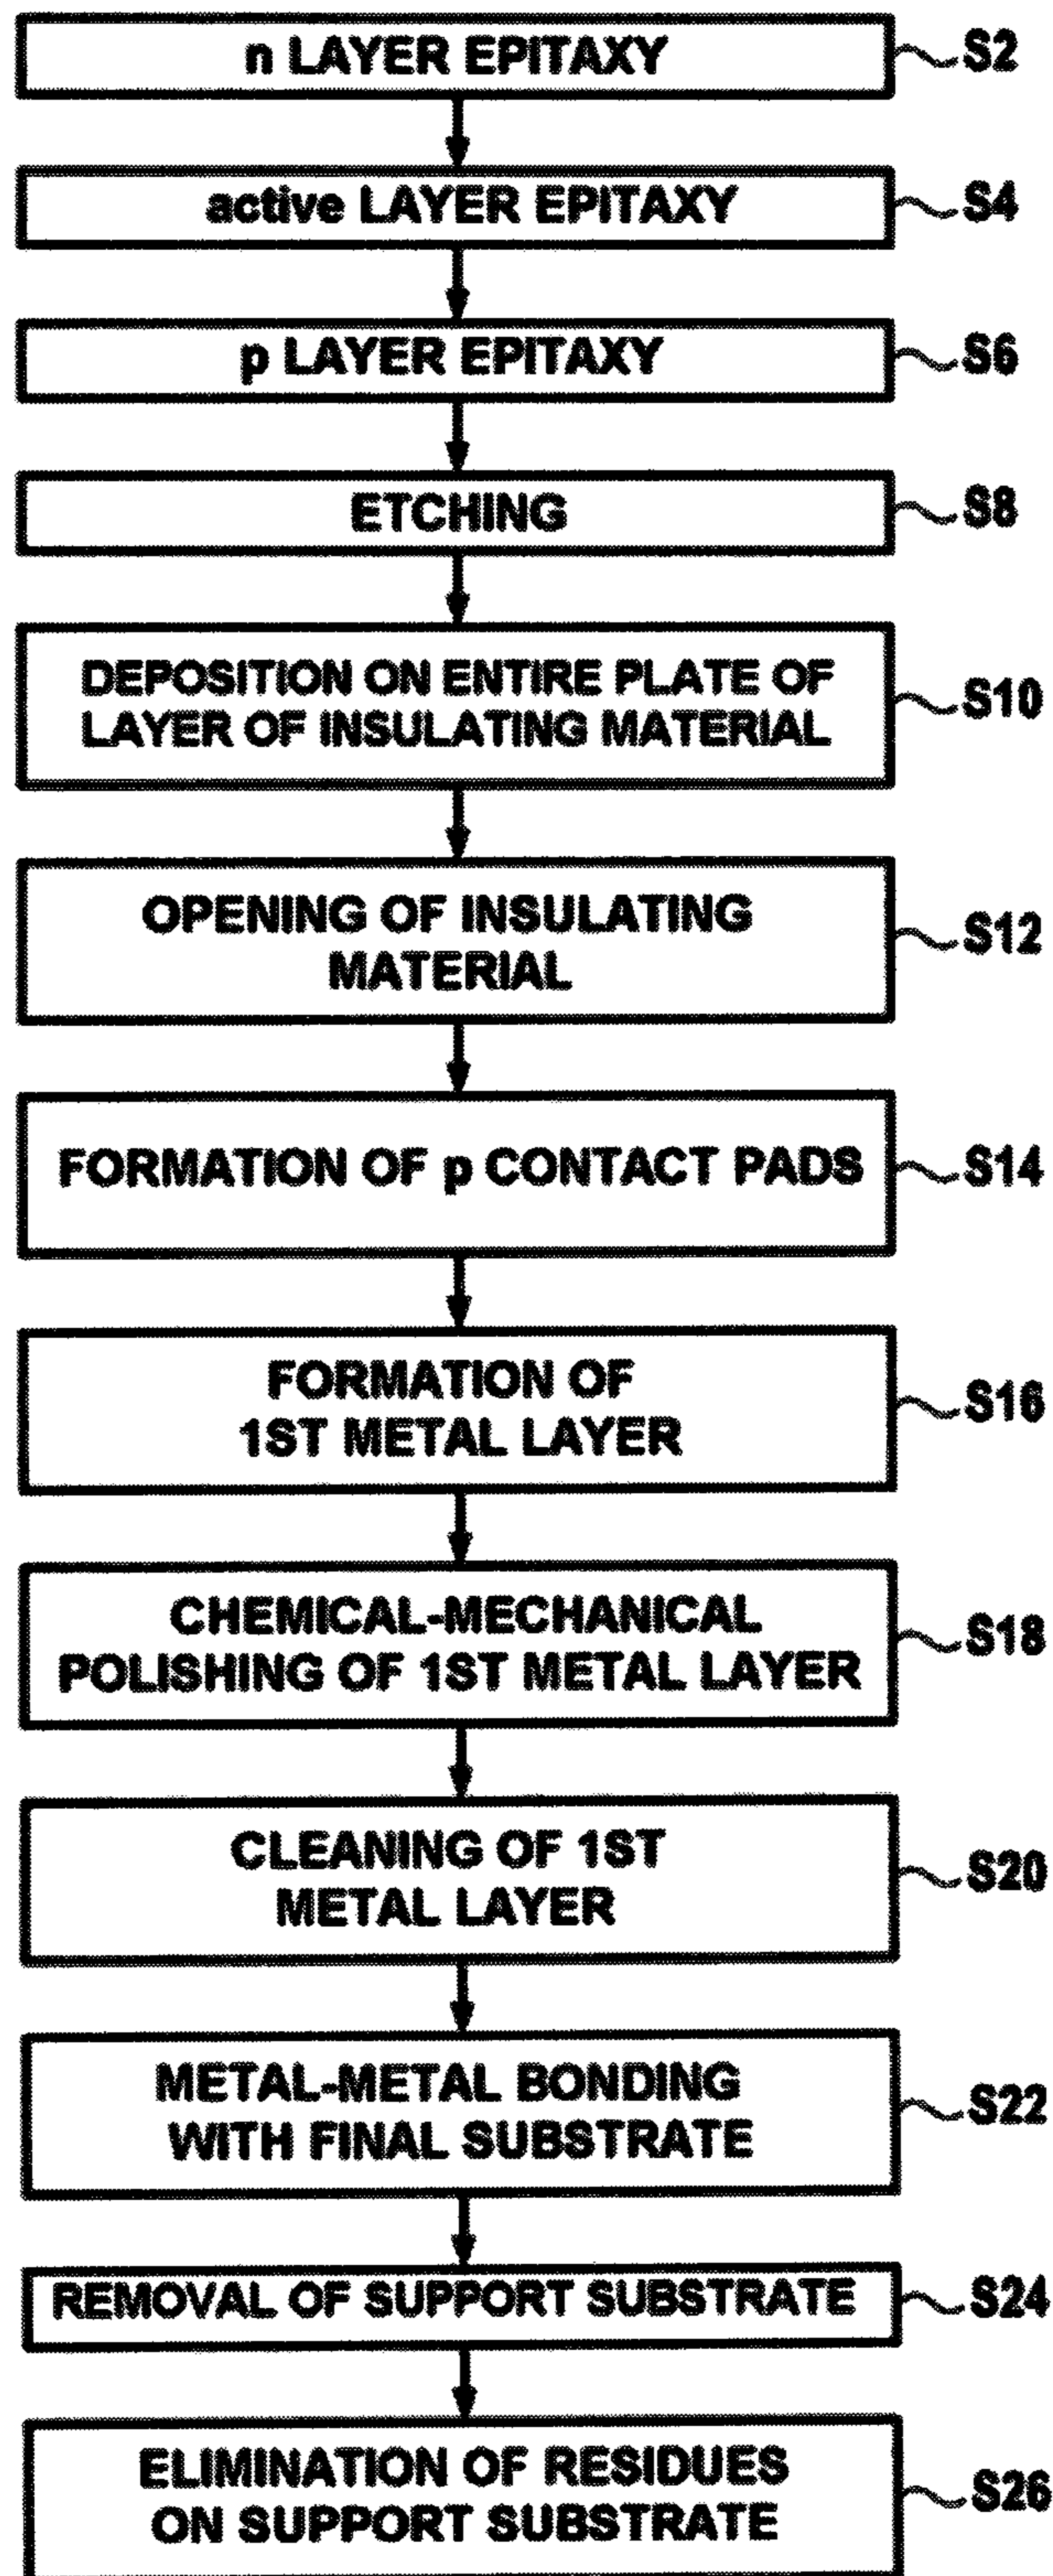 n LAYER EPITAXY
S2
active LAYER EPITAXY
S4
p LAYER EPITAXY
S6
ETCHING
S8
DEPOSITION ON ENTIRE PLATE OF
LAYER OF INSULATING MATERIAL
S10
OPENING OF INSULATING
MATERIAL
S12
FORMATION OF p CONTACT PADS
S14
FORMATION OF
1ST METAL LAYER
S16
CHEMICAL-MECHANICAL
POLISHING OF 1ST METAL LAYER
S18
CLEANING OF 1ST
METAL LAYER
S20
METAL-METAL BONDING
WITH FINAL SUBSTRATE
S22
REMOVAL OF SUPPORT SUBSTRATE
S24
ELIMINATION OF RESIDUES
ON SUPPORT SUBSTRATE
S26